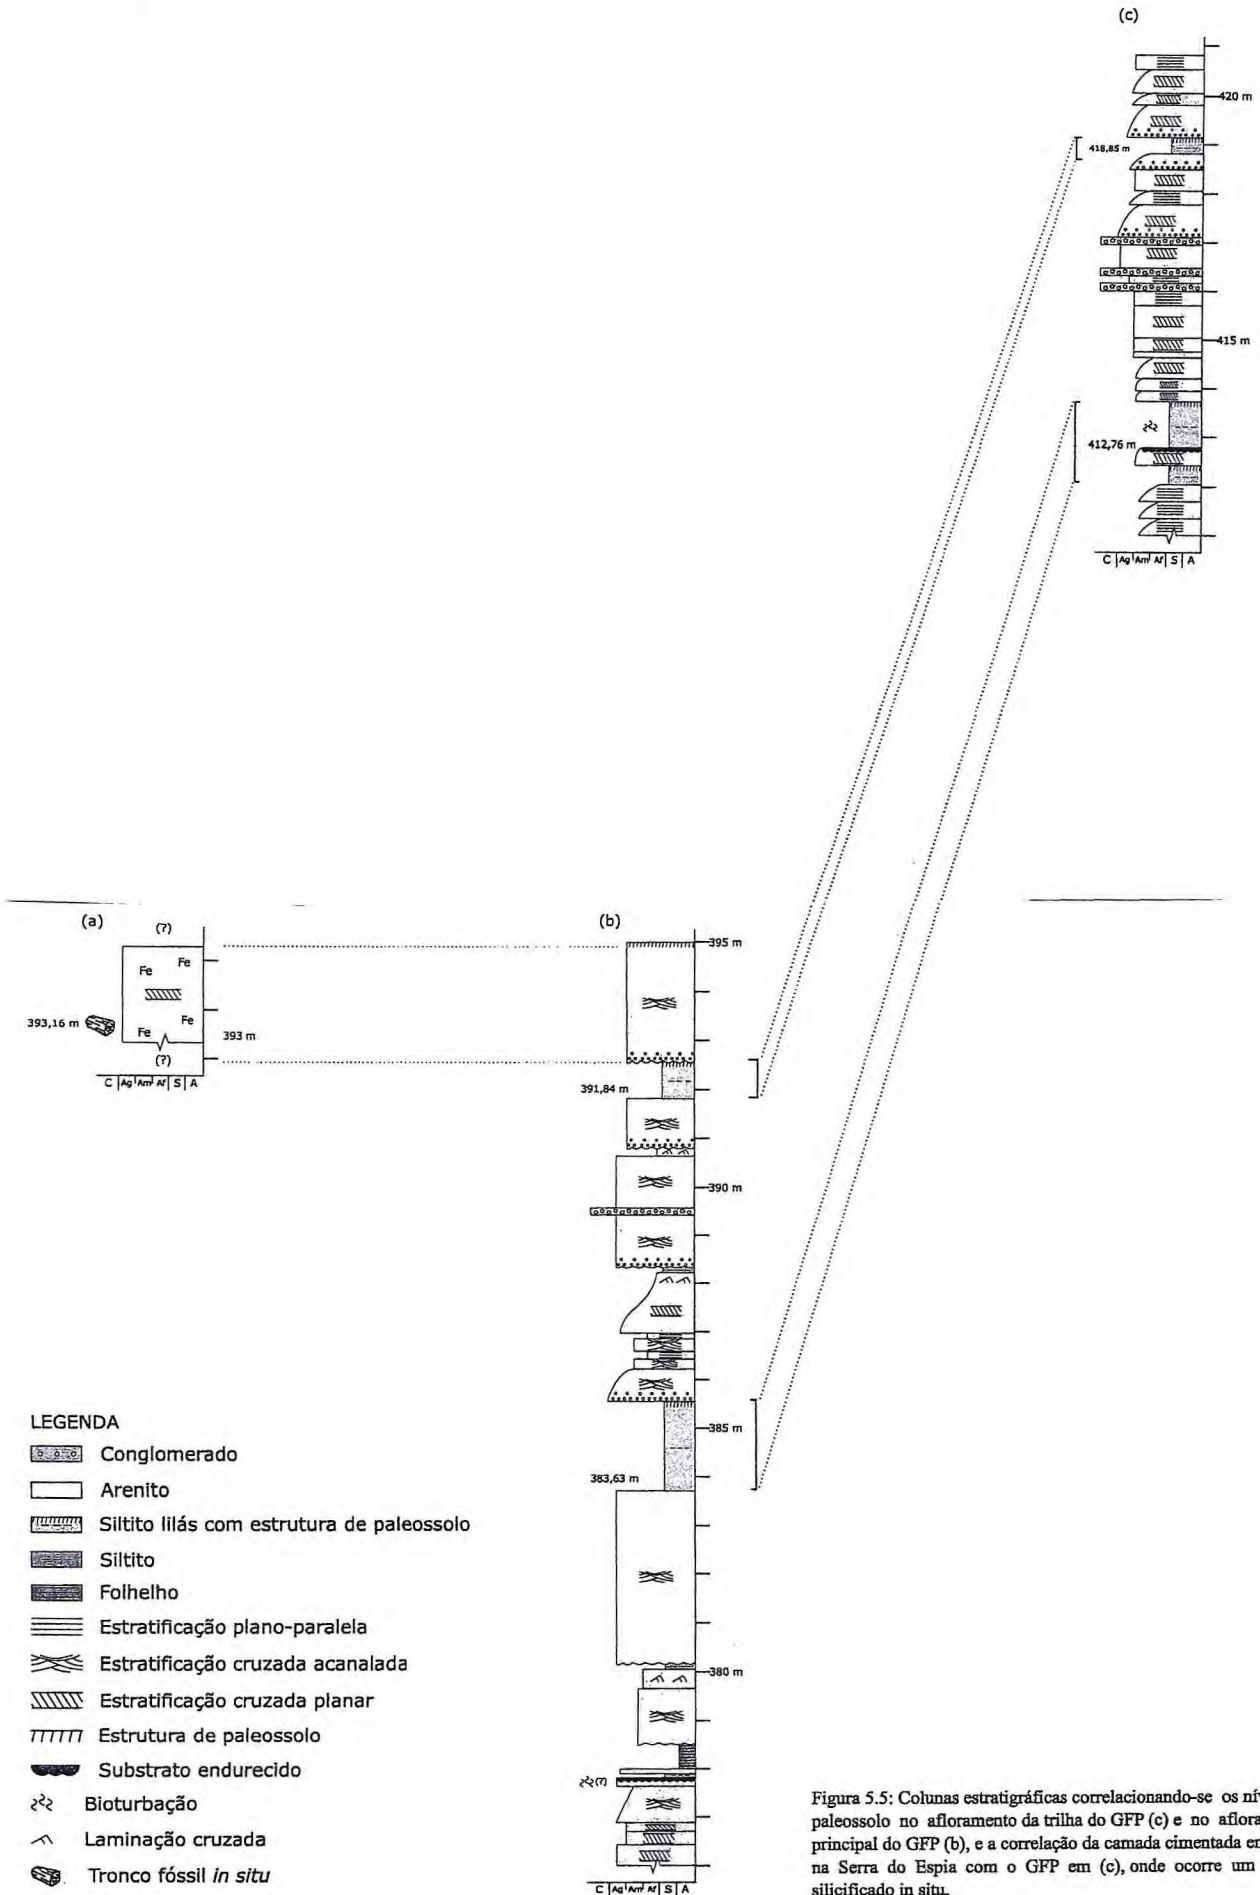 (c)
420 m
418,85 m
415 m
412,76 m
C Ag Am Af S A
(a)
(?)
Fe Fe
393,16 m
Fe Fe
393 m
(?)
C Ag Am Af S A
(b)
395 m
391,84 m
390 m
385 m
383,63 m
380 m
(?)
C Ag Am Af S A
LEGENDA
Conglomerado
Arenito
Siltito lilás com estrutura de paleossolo
Siltito
Folhelho
Estratificação plano-paralela
Estratificação cruzada acanalada
Estratificação cruzada planar
Estrutura de paleossolo
Substrato endurecido
Bioturbação
Laminação cruzada
Tronco fóssil in situ
Figura 5.5: Colunas estratigráficas correlacionando-se os
paleossolo no afloramento da trilha do GFP (c) e no
principal do GFP (b), e a correlação da camada cimentada
na Serra do Espia com o GFP em (c), onde ocorre um
silicificado in situ.